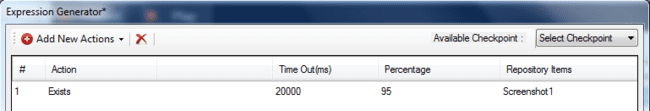 Expression Generator*
Add New Actions Available Checkpoint : Select Checkpoint
# Action Time Out(ms) Percentage Repository Items
1 Exists 20000 95 Screenshot1